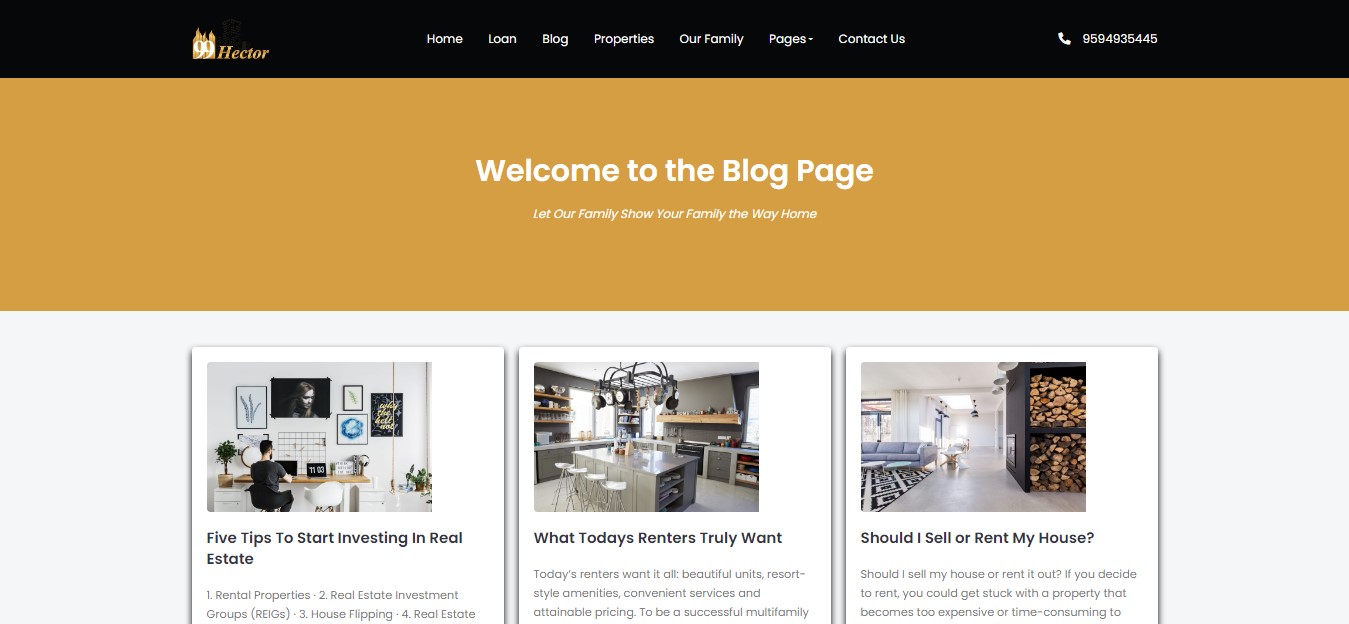 99 Hector
Home Loan Blog Properties Our Family Pages Contact Us
9594935445
Welcome to the Blog Page
Let Our Family Show Your Family the Way Home
11 03
Five Tips To Start Investing In Real
Estate
1. Rental Properties · 2. Real Estate Investment
Groups (REIGs) · 3. House Flipping · 4. Real Estate
What Todays Renters Truly Want
Today’s renters want it all: beautiful units, resort-
style amenities, convenient services and
attainable pricing. To be a successful multifamily
Should I Sell or Rent My House?
Should I sell my house or rent it out? If you decide
to rent, you could get stuck with a property that
becomes too expensive or time-consuming to